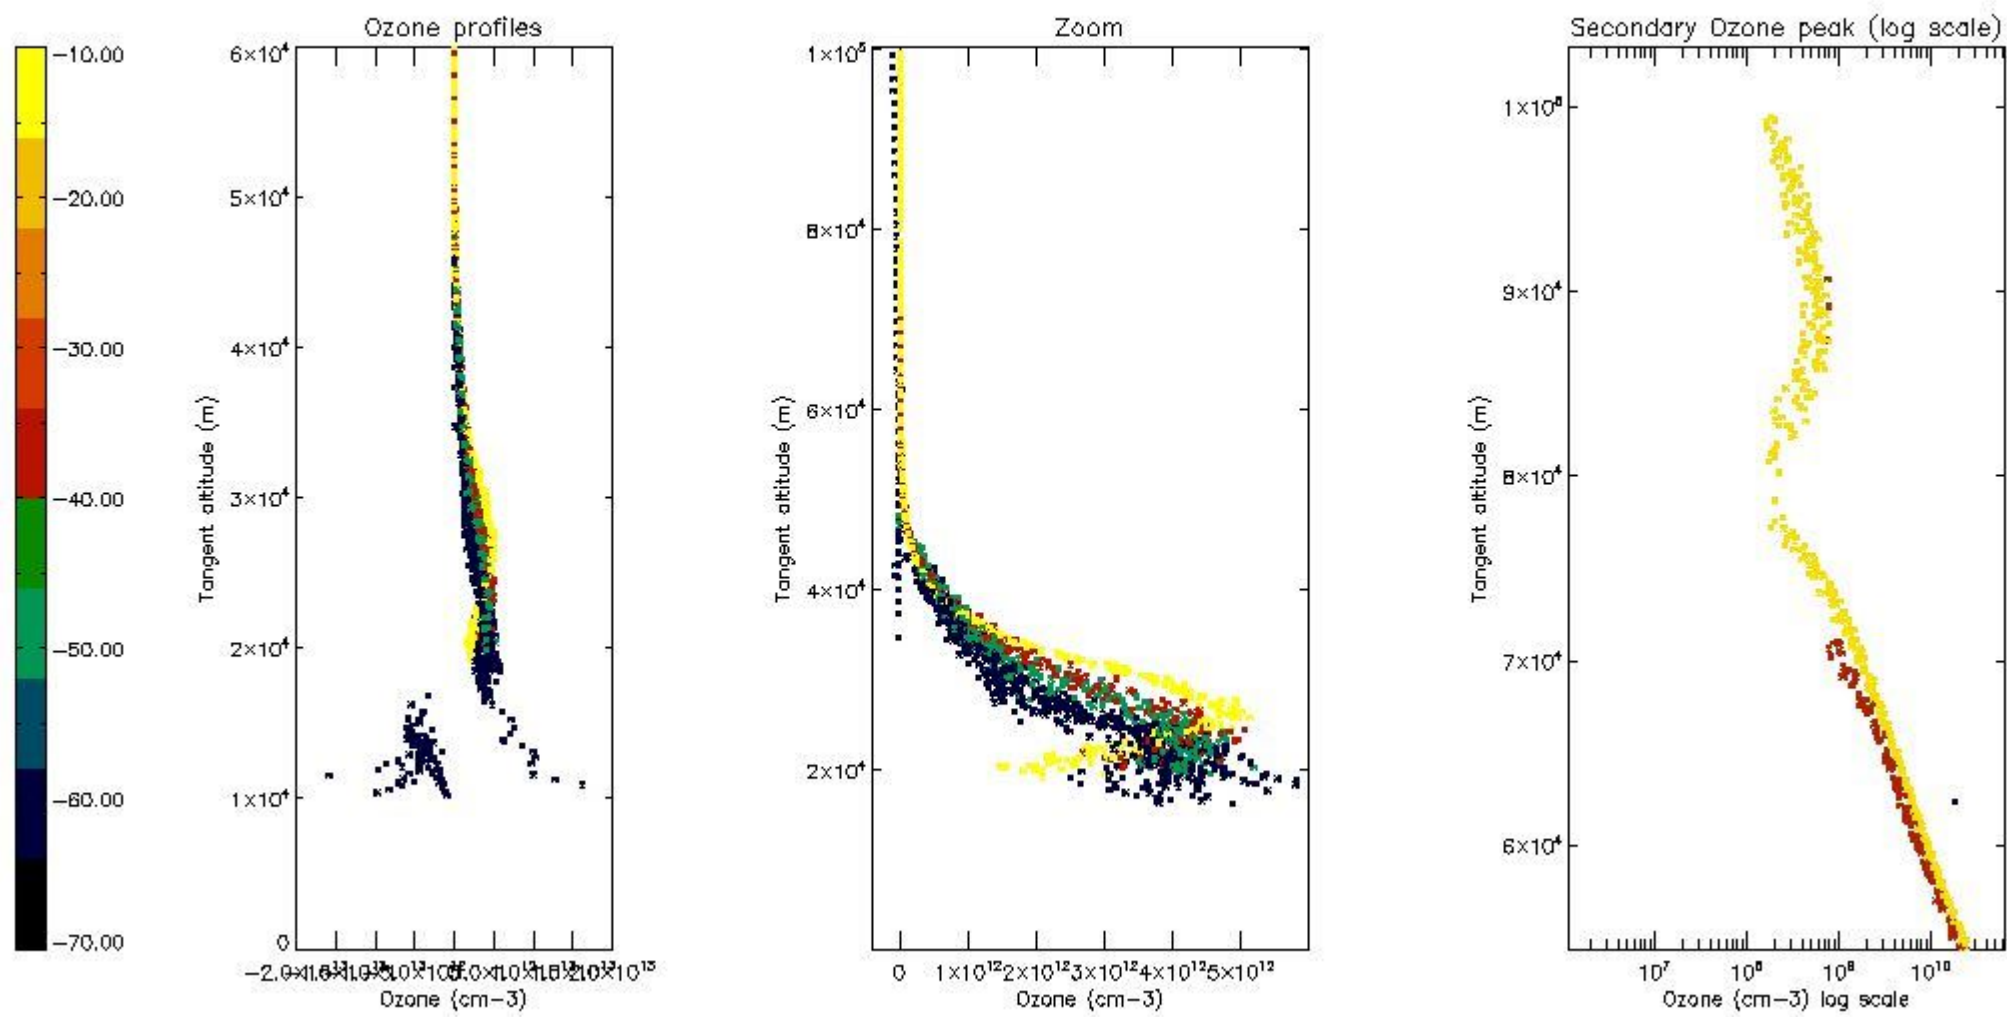 Ozone profiles
−10.00
−20.00
−30.00
−40.00
−50.00
−60.00
−70.00
6×10⁴
5×10⁴
4×10⁴
3×10⁴
2×10⁴
1×10⁴
0
Tangent altitude (m)
Ozone (cm−3)
Zoom
1×10⁵
8×10⁴
6×10⁴
4×10⁴
2×10⁴
Tangent altitude (m)
0 1×10¹² 2×10¹² 3×10¹² 4×10¹² 5×10¹²
Ozone (cm−3)
Secondary Ozone peak (log scale)
1×10⁵
9×10⁴
8×10⁴
7×10⁴
6×10⁴
Tangent altitude (m)
10⁷ 10⁸ 10⁹ 10¹⁰
Ozone (cm−3) log scale